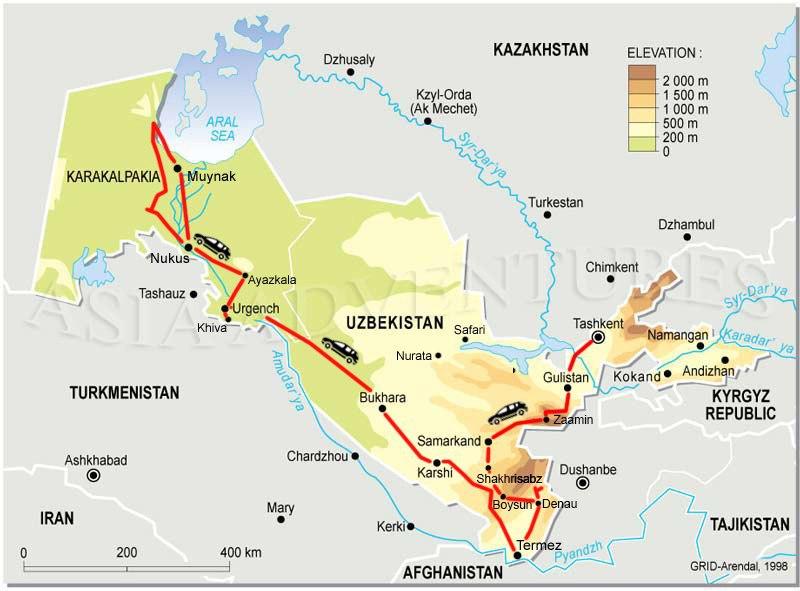 KAZAKHSTAN
ELEVATION :
Dzhusaly
2 000 m
1 500 m
1 000 m
500 m
200 m
0
Kzyl-Orda
(Ak Mechet)
ARAL
SEA
Syr-Dar'ya
KARAKALPAKIA
Muynak
Turkestan
Dzhambul
Nukus
Chimkent
Ayazkala
Tashauz
Urgench
Khiva
ASIA ADVENTURES
Syr-Dar'ya
UZBEKISTAN
Safari
Tashkent
Namangan
Karadar' ya
Nurata
Andizhan
Kokand
Gulistan
TURKMENISTAN
Amudar'ya
Bukhara
KYRGYZ
REPUBLIC
Zaamin
Samarkand
Chardzhou
Karshi
Ashkhabad
Shakhrisabz
Dushanbe
Boysun
Denau
IRAN
Mary
Kerki
TAJIKISTAN
Termez
Pyandzh
0
200
400 km
AFGHANISTAN
GRID-Arendal, 1998